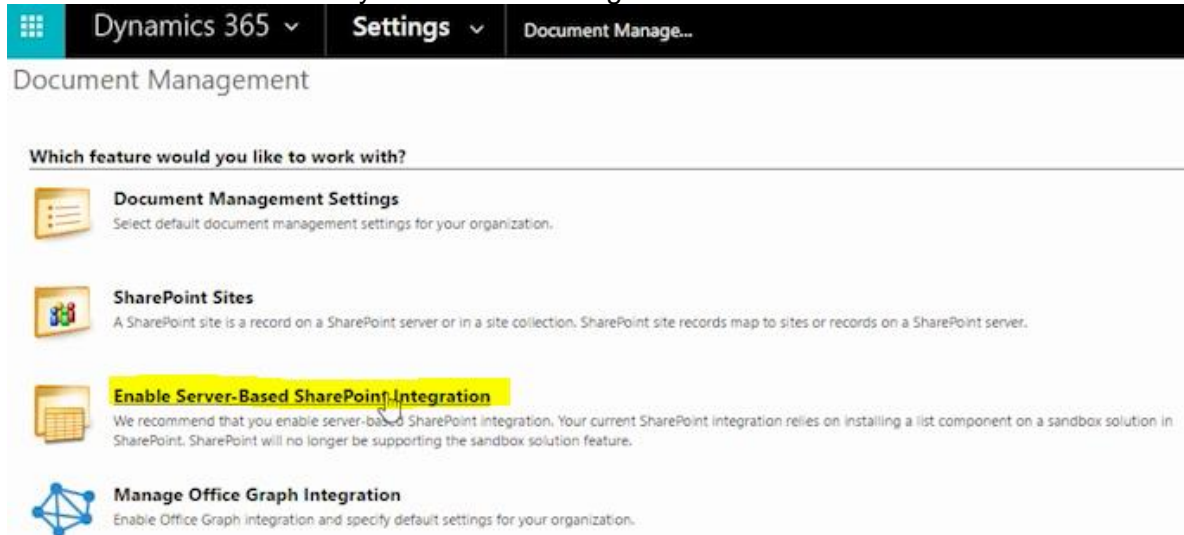 Dynamics 365 Settings Document Manage...
Document Management
Which feature would you like to work with?
Document Management Settings
Select default document management settings for your organization.
SharePoint Sites
A SharePoint site is a record on a SharePoint server or in a site collection. SharePoint site records map to sites or records on a SharePoint server.
Enable Server-Based SharePoint Integration
We recommend that you enable server-based SharePoint integration. Your current SharePoint integration relies on installing a list component on a sandbox solution in
SharePoint. SharePoint will no longer be supporting the sandbox solution feature.
Manage Office Graph Integration
Enable Office Graph integration and specify default settings for your organization.